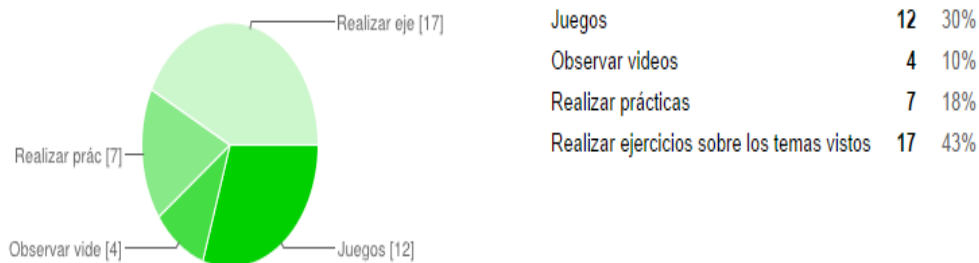 Realizar eje [17]
Realizar prác [7]
Observar vide [4]
Juegos [12]
Juegos 12 30%
Observar videos 4 10%
Realizar prácticas 7 18%
Realizar ejercicios sobre los temas vistos 17 43%